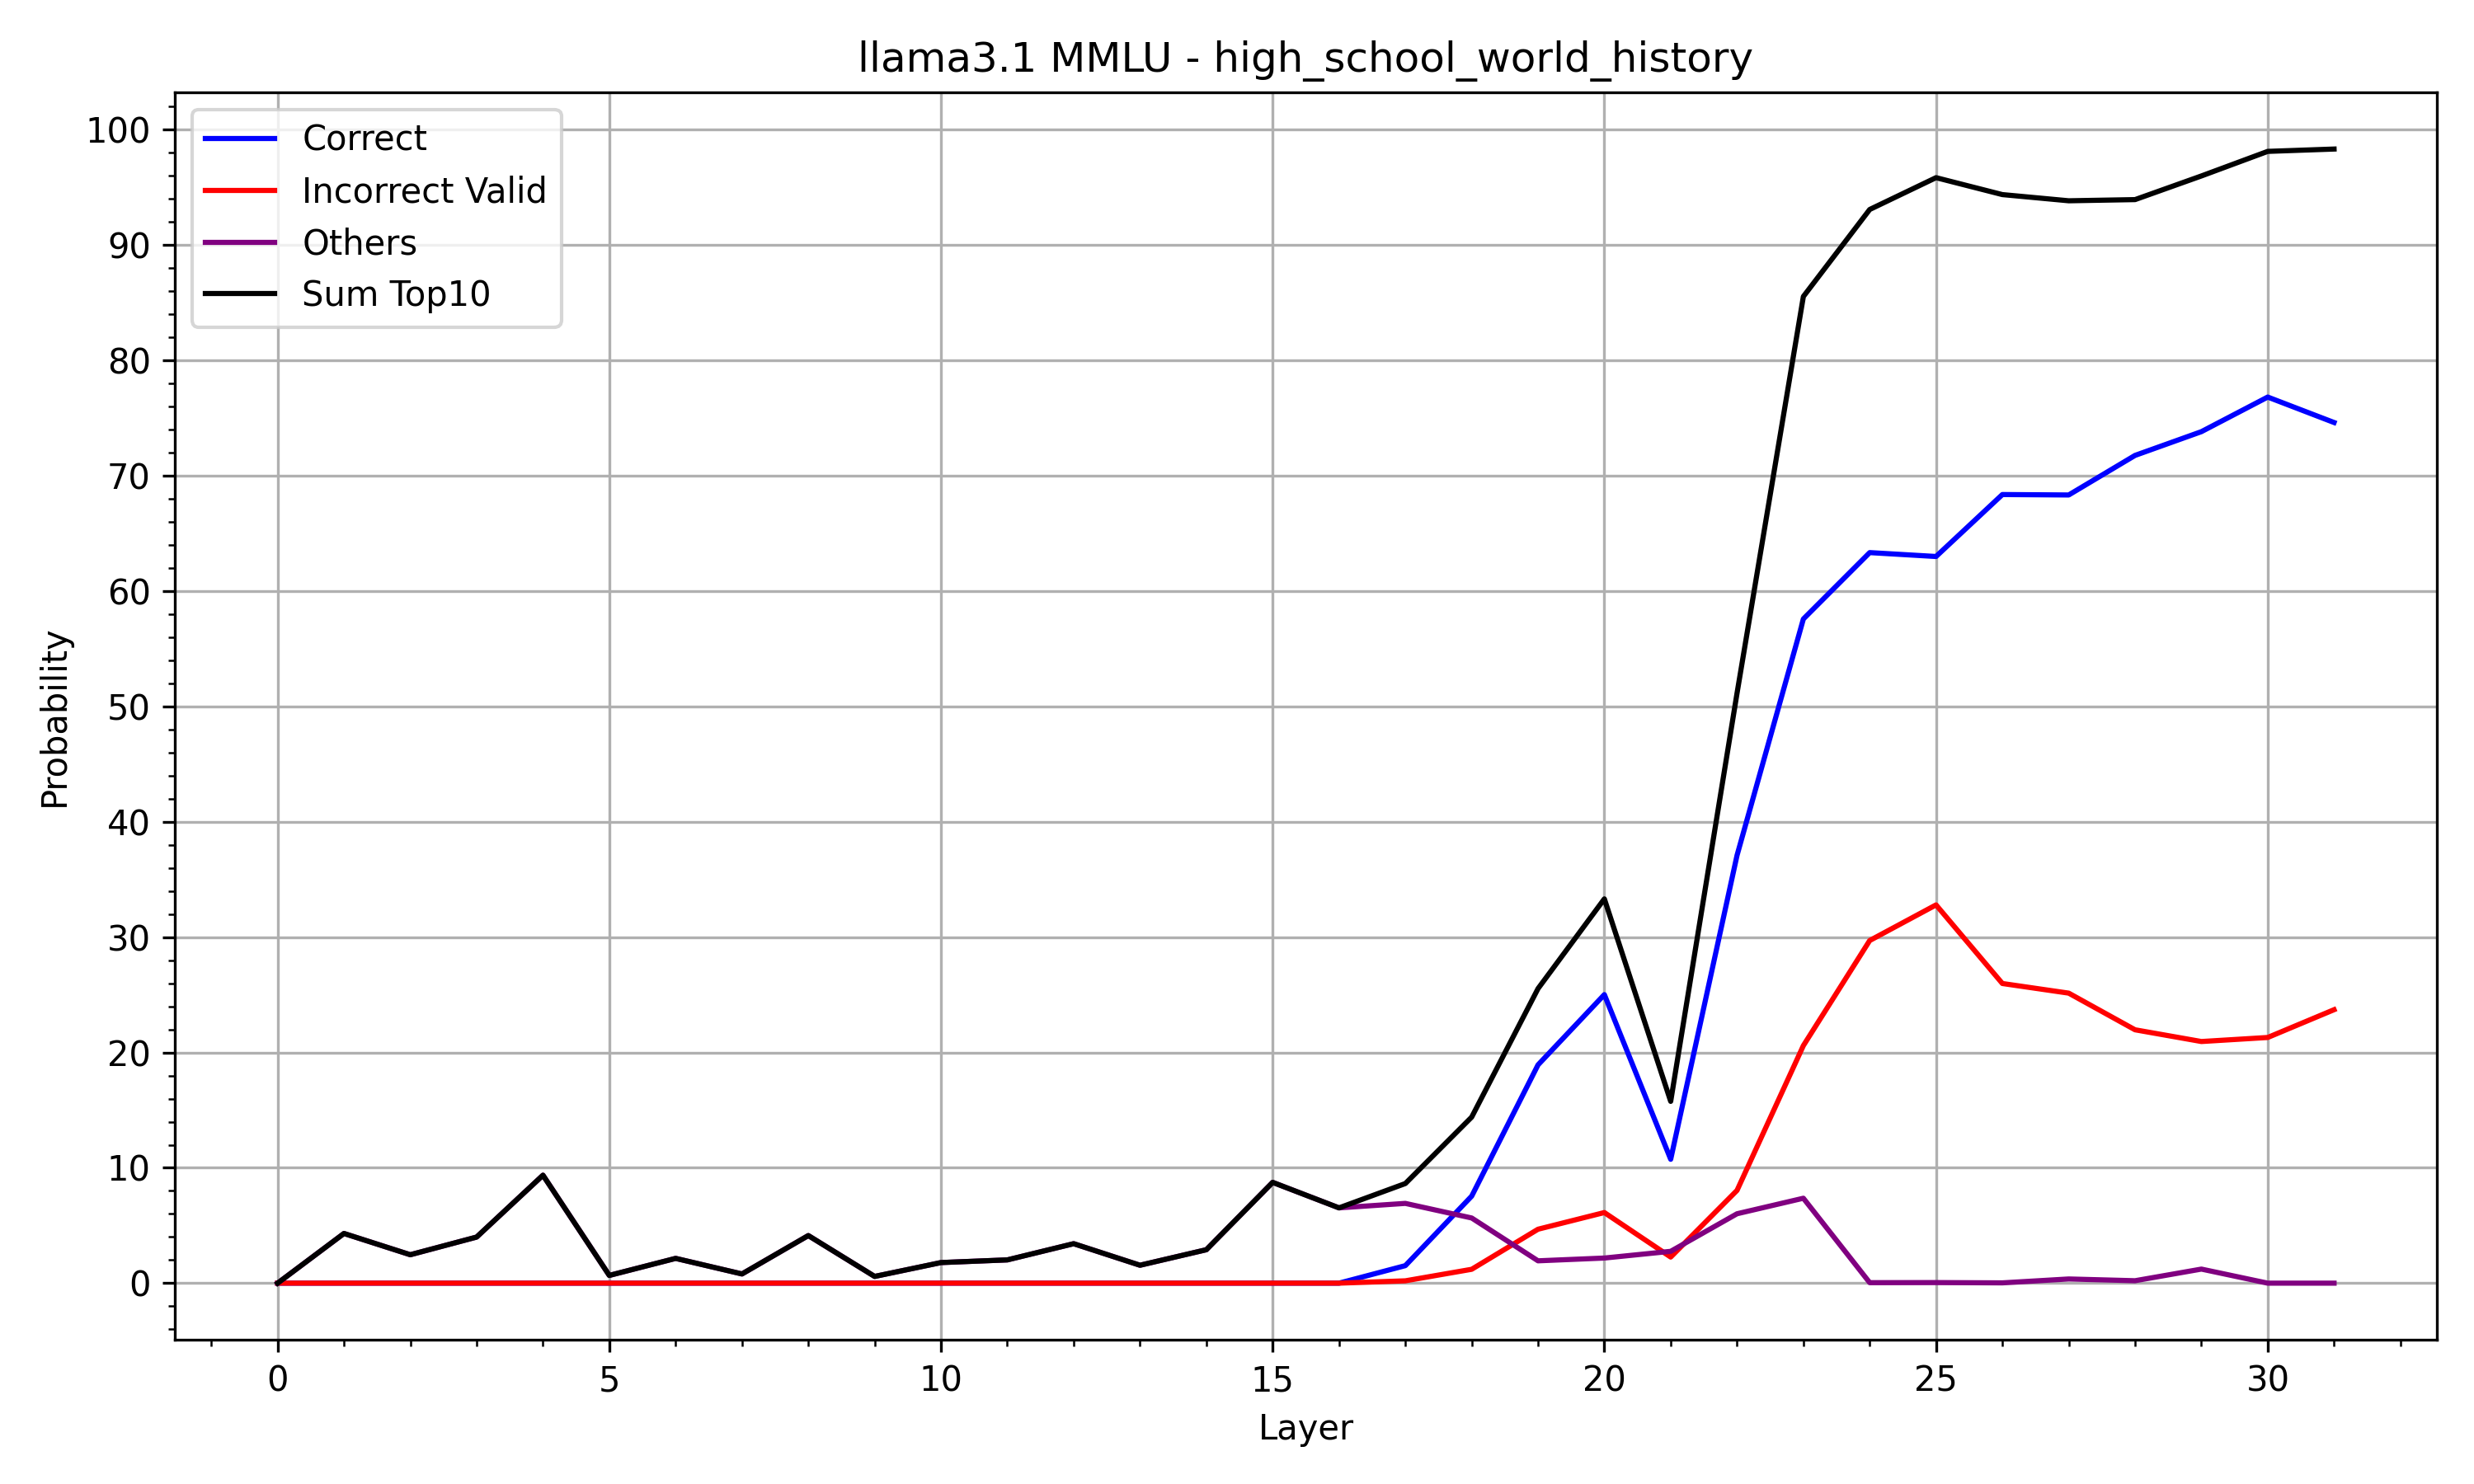 llama3.1 MMLU - high_school_world_history
Correct
Incorrect Valid
Others
Sum Top10
100
90
80
70
60
50
40
30
20
10
0
Probability
0 5 10 15 20 25 30
Layer